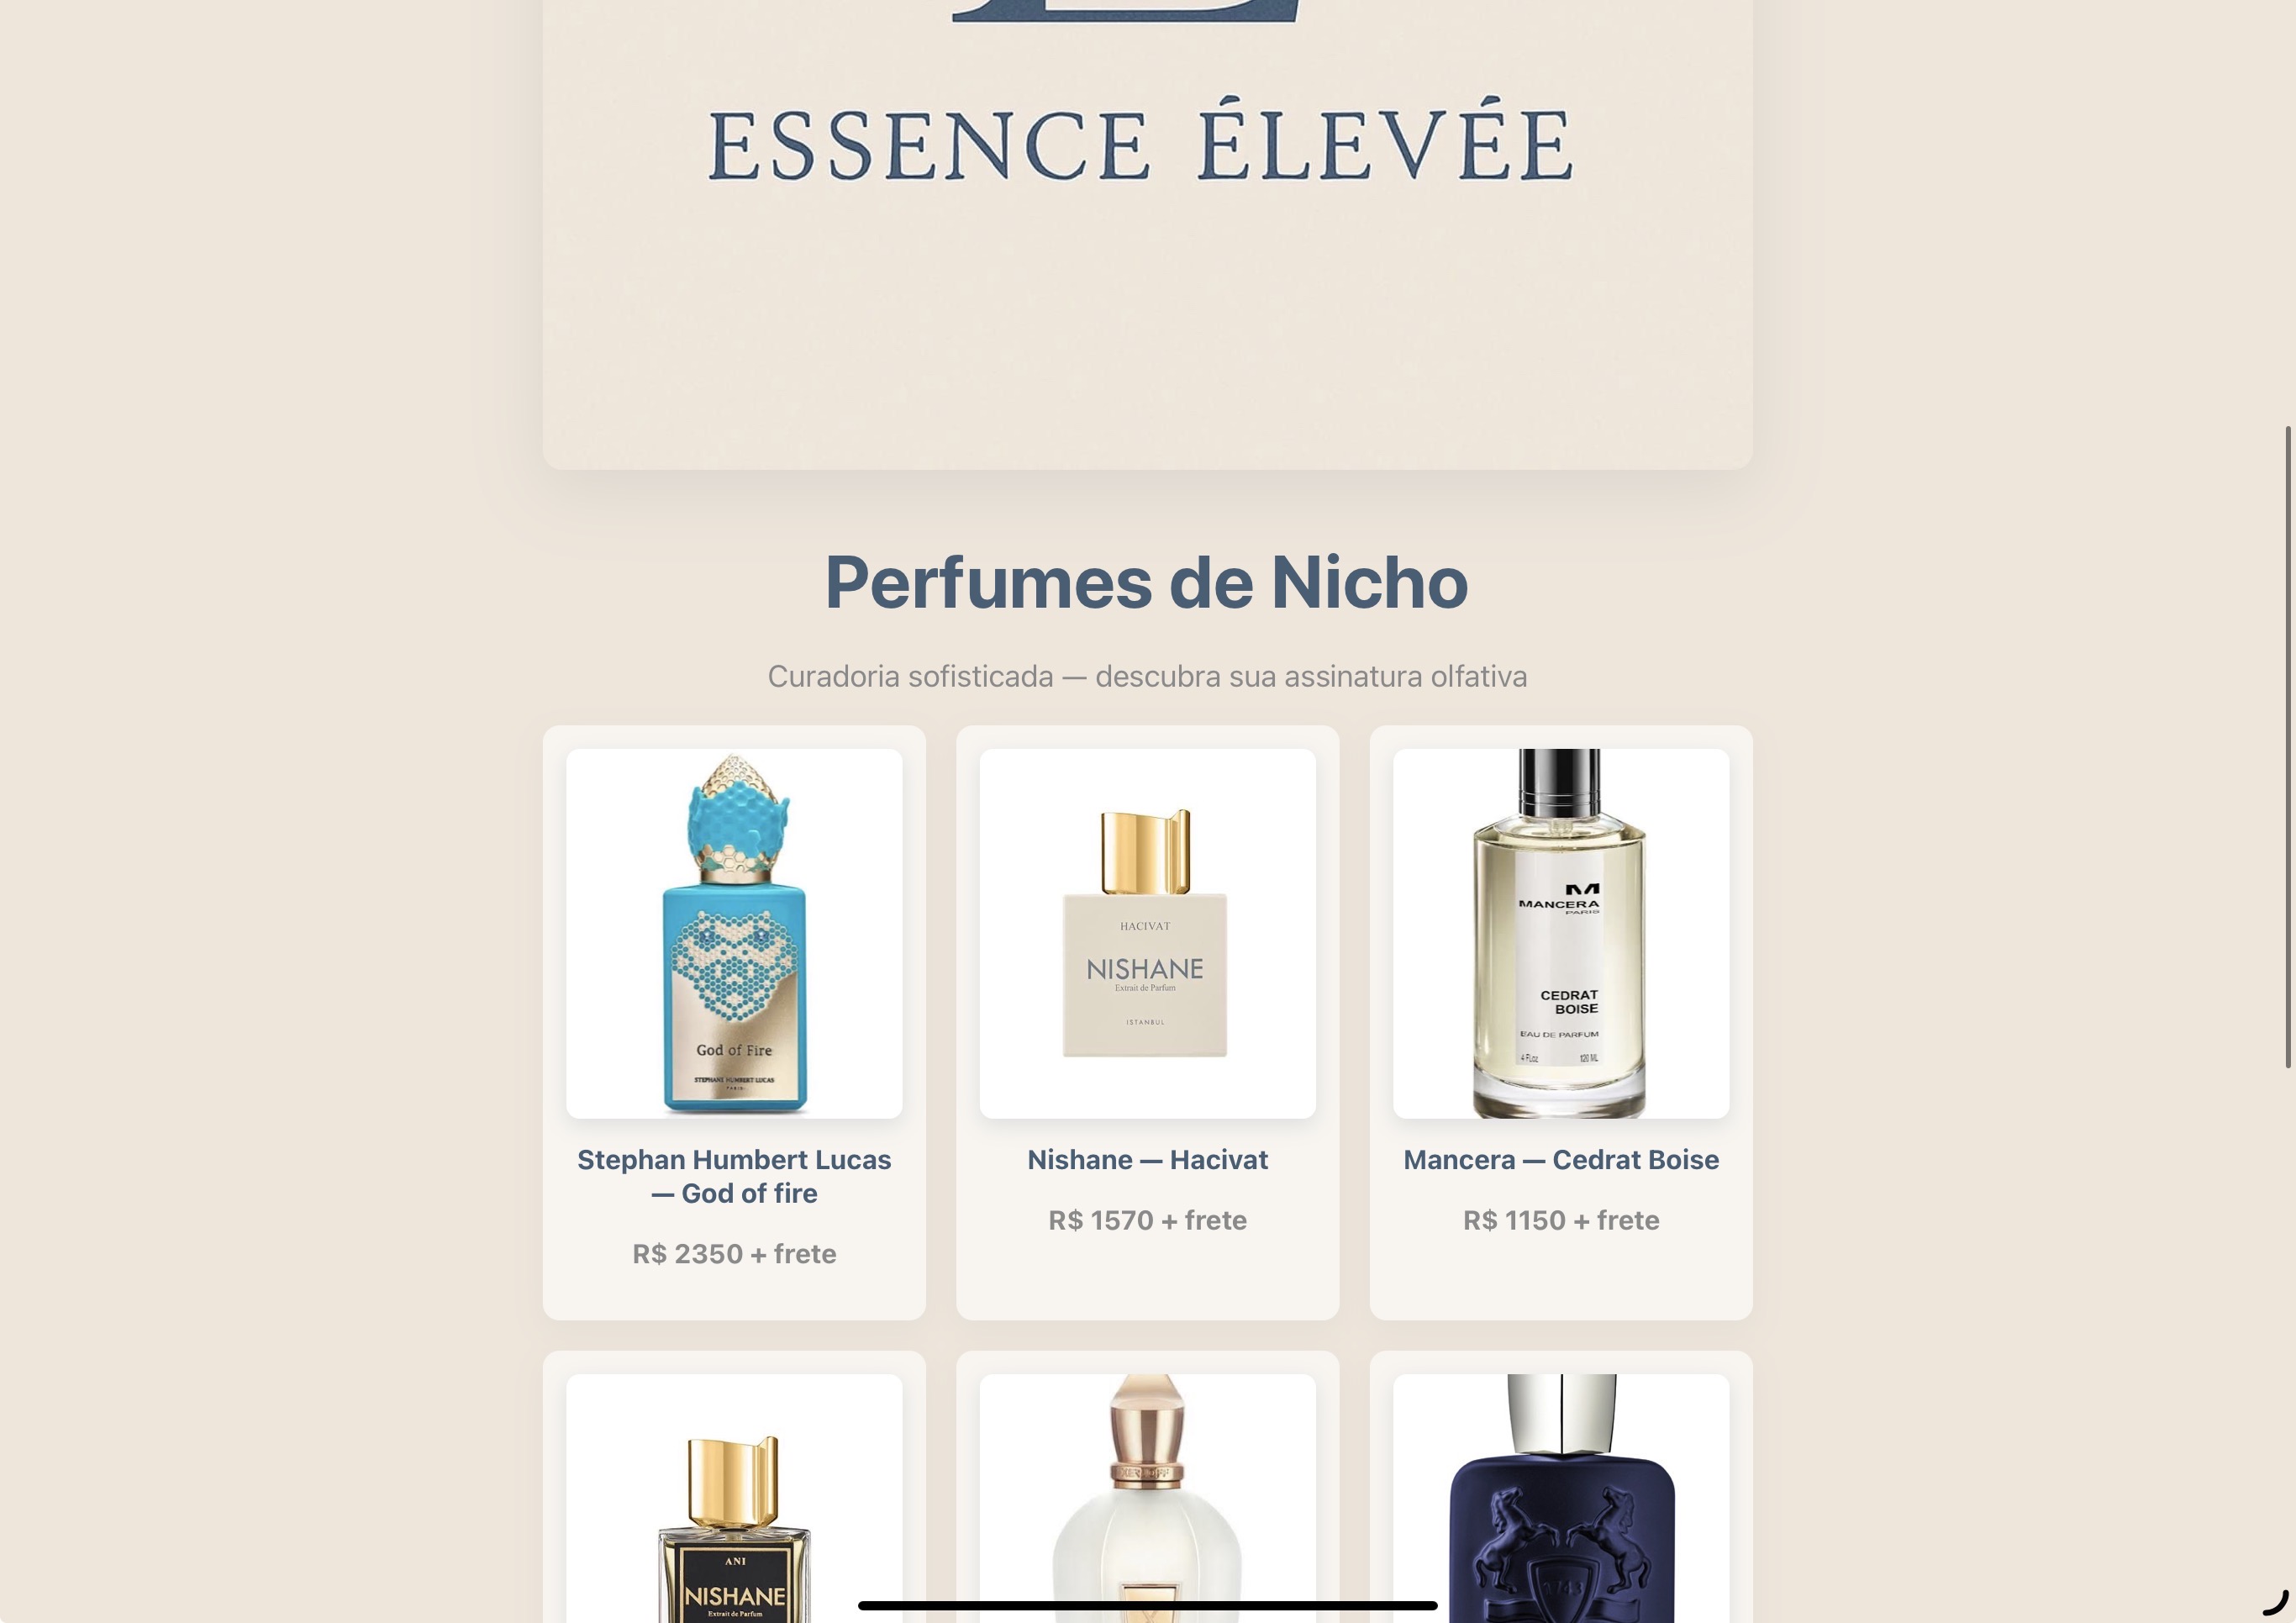 ESSENCE ÉLEVÉE
Perfumes de Nicho
Curadoria sofisticada — descubra sua assinatura olfativa
God of Fire
STEPHANE HUMBERT LUCAS
PARIS
HACIVAT
NISHANE
Extrait de Parfum
ISTANBUL
M
MANCERA
PARIS
CEDRAT
BOISE
EAU DE PARFUM
4 Fl.oz 120 ML
Stephan Humbert Lucas
— God of fire
R$ 2350 + frete
Nishane — Hacivat
R$ 1570 + frete
Mancera — Cedrat Boise
R$ 1150 + frete
ANI
NISHANE
Extrait de Parfum
XERJOFF
1743